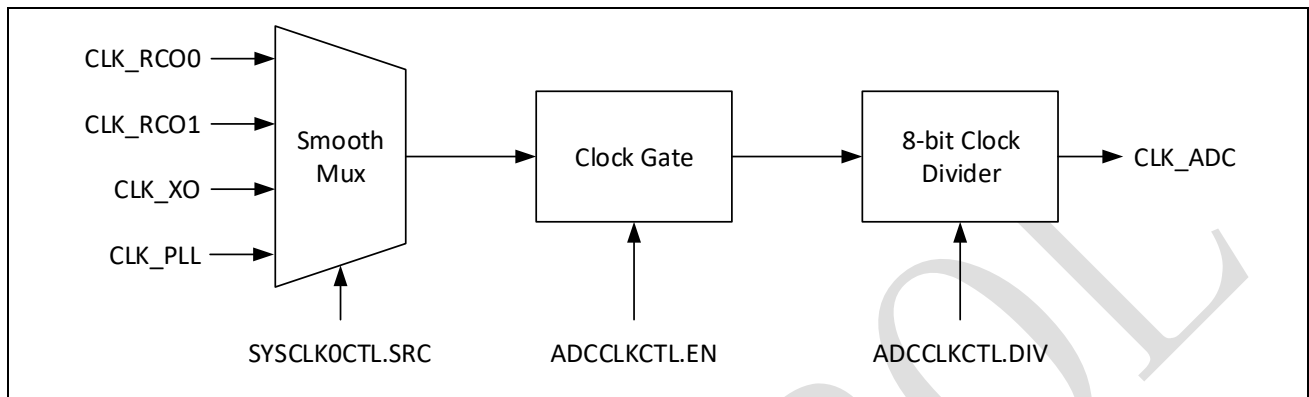 CLK_RCO0
CLK_RCO1
CLK_XO
CLK_PLL
Smooth
Mux
Clock Gate
8-bit Clock
Divider
CLK_ADC
SYSCLK0CTL.SRC
ADCCLKCTL.EN
ADCCLKCTL.DIV
OL